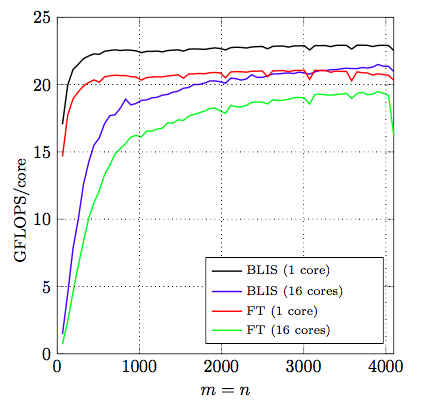 GFLOPS/core
25
20
15
10
5
0
0 1000 2000 3000 4000
m = n
BLIS (1 core)
BLIS (16 cores)
FT (1 core)
FT (16 cores)